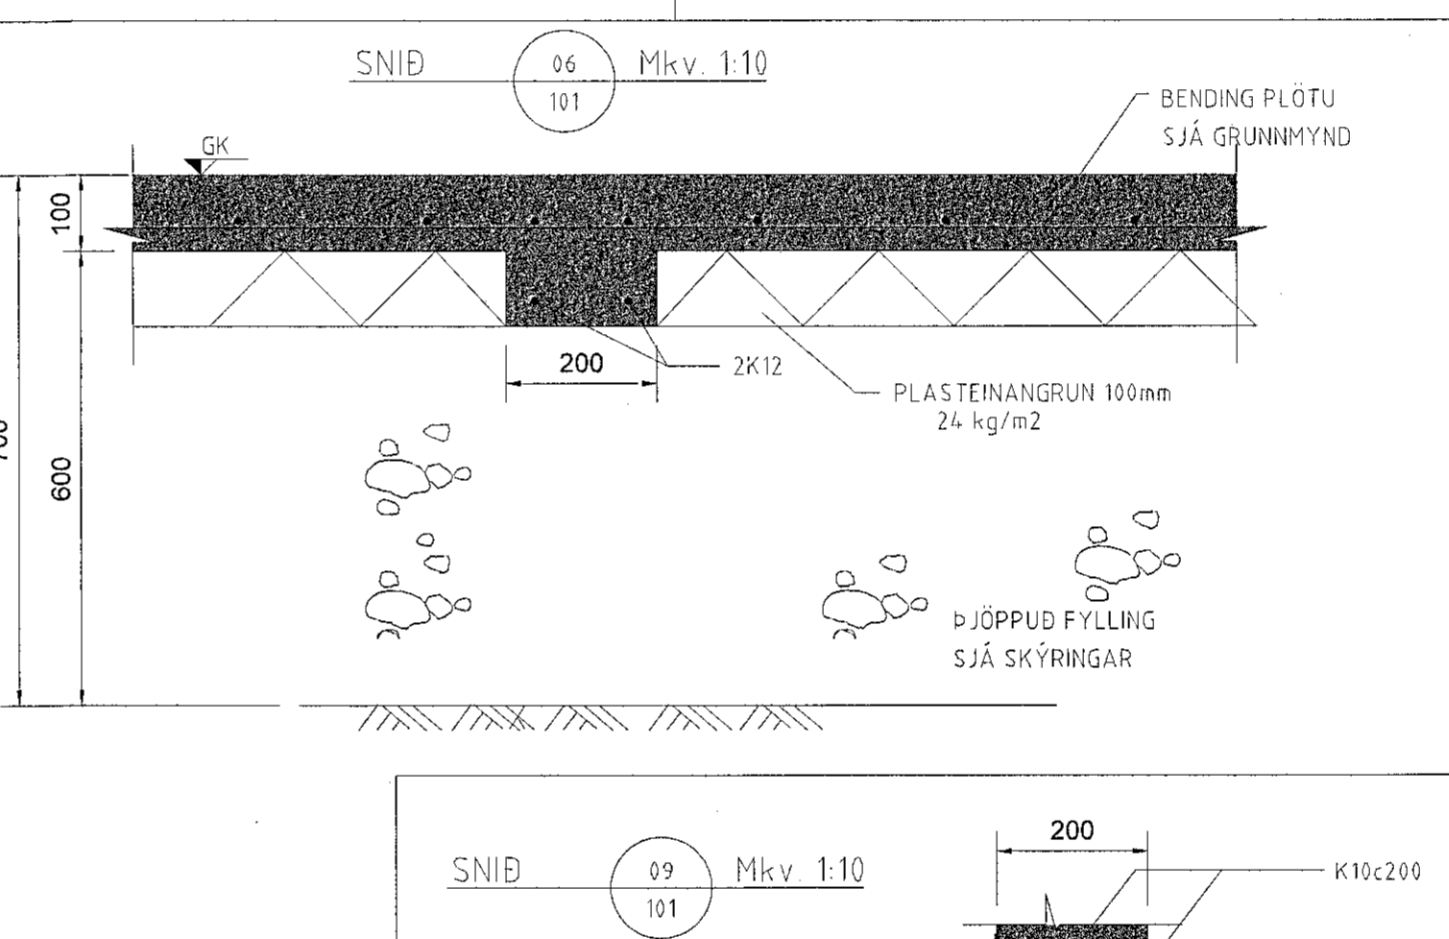 SNIÐ 06 Mkv. 1:10
101
BENDING PLÖTU
SJÁ GRUNNMYND
GK
100
200
2K12
PLASTEINANGRUN 100mm
24 kg/m2
600
ÞJÖPPUÐ FYLLING
SJÁ SKÝRINGAR
SNIÐ 09 Mkv. 1:10
101
200
K10c200